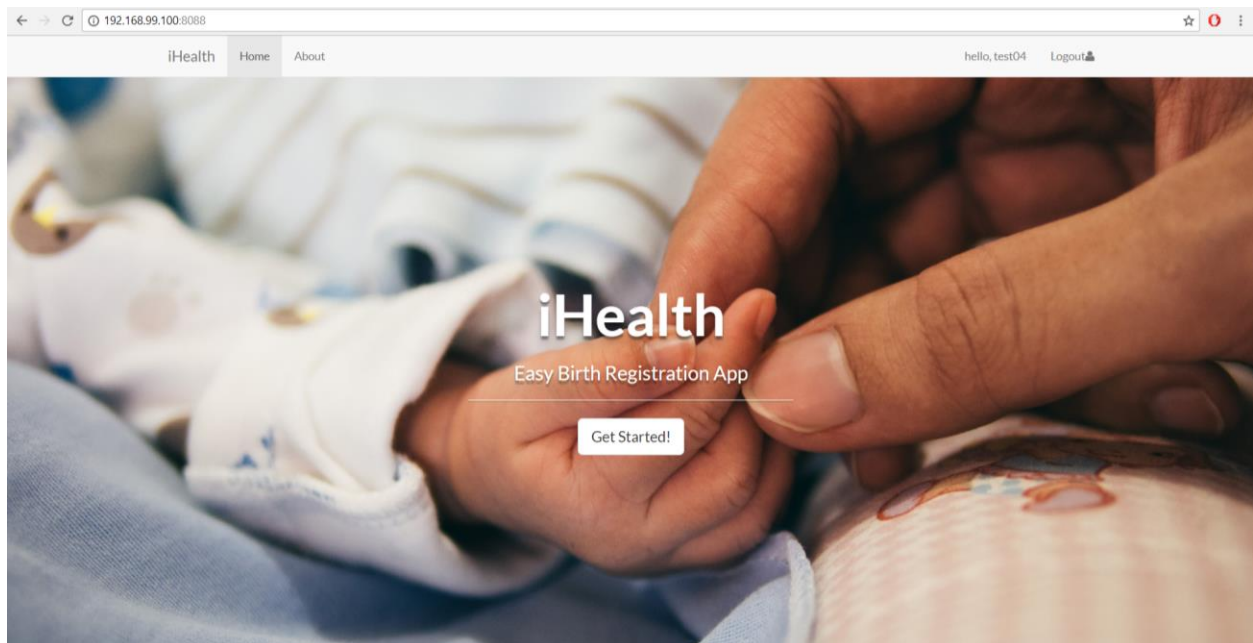 192.168.99.100:8088
iHealth Home About hello, test04 Logout
iHealth
Easy Birth Registration App
Get Started!